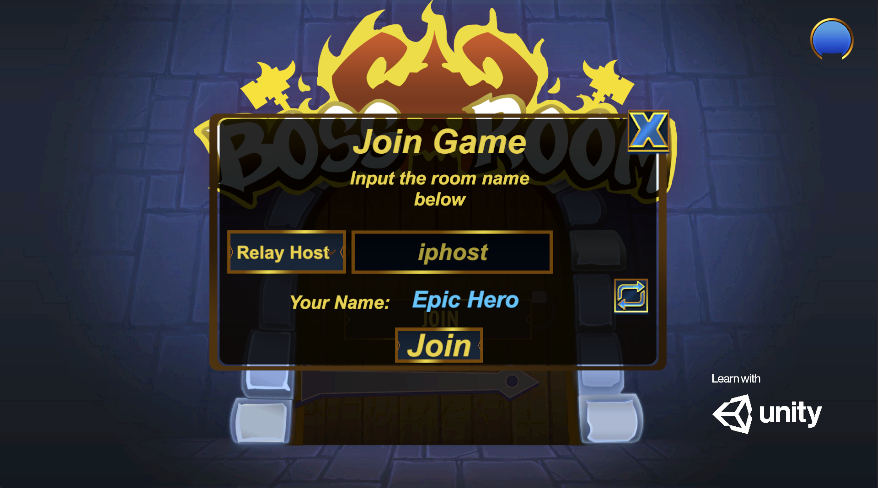 BOSS ROOM
Join Game
Input the room name
below
Relay Host
iphost
Your Name:
Epic Hero
JOIN
Join
Learn with
unity